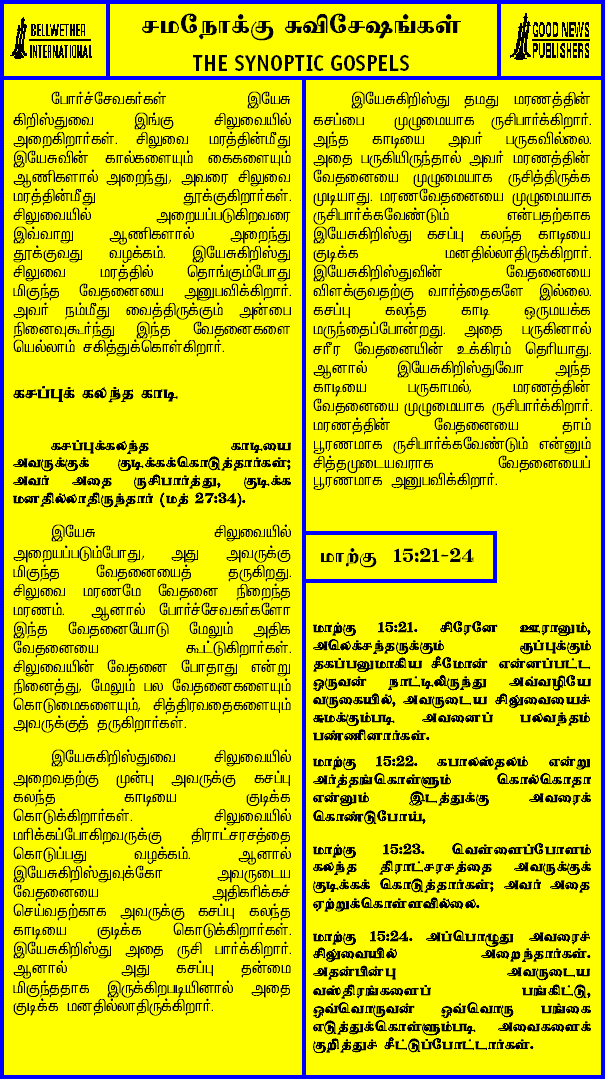 BELLWETHER
INTERNATIONAL
சமநோக்கு சுவிசேஷங்கள்
THE SYNOPTIC GOSPELS
GOOD NEWS
PUBLISHERS
போர்ச்சேவகர்கள் இயேசு
கிறிஸ்துவை இங்கு சிலுவையில்
அறைகிறார்கள். சிலுவை மரத்தின்மீது
இயேசுவின் கால்களையும் கைகளையும்
ஆணிகளால் அறைந்து, அவரை சிலுவை
மரத்தின்மீது தூக்குகிறார்கள்.
சிலுவையில் அறையப்படுகிறவரை
இவ்வாறு ஆணிகளால் அறைந்து
தூக்குவது வழக்கம். இயேசுகிறிஸ்து
சிலுவை மரத்தில் தொங்கும்போது
மிகுந்த வேதனையை அனுபவிக்கிறார்.
அவர் நம்மீது வைத்திருக்கும் அன்பை
நினைவுகூர்ந்து இந்த வேதனைகளை
யெல்லாம் சகித்துக்கொள்கிறார்.
கசப்புக் கலந்த காடி
கசப்புக்கலந்த காடியை
அவருக்குக் குடிக்கக்கொடுத்தார்கள்;
அவர் அதை ருசிபார்த்து, குடிக்க
மனதில்லாதிருந்தார் (மத் 27:34).
இயேசு சிலுவையில்
அறையப்படும்போது, அது அவருக்கு
மிகுந்த வேதனையைத் தருகிறது.
சிலுவை மரணமே வேதனை நிறைந்த
மரணம். ஆனால் போர்ச்சேவகர்களோ
இந்த வேதனையோடு மேலும் அதிக
வேதனையை கூட்டுகிறார்கள்.
சிலுவையின் வேதனை போதாது என்று
நினைத்து, மேலும் பல வேதனைகளையும்
கொடுமைகளையும், சித்திரவதைகளையும்
அவருக்குத் தருகிறார்கள்.
இயேசுகிறிஸ்துவை சிலுவையில்
அறைவதற்கு முன்பு அவருக்கு கசப்பு
கலந்த காடியை குடிக்க
கொடுக்கிறார்கள். சிலுவையில்
மரிக்கப்போகிறவருக்கு திராட்சரசத்தை
கொடுப்பது வழக்கம். ஆனால்
இயேசுகிறிஸ்துவுக்கோ அவருடைய
வேதனையை அதிகரிக்கச்
செய்வதற்காக அவருக்கு கசப்பு கலந்த
காடியை குடிக்க கொடுக்கிறார்கள்.
இயேசுகிறிஸ்து அதை ருசி பார்க்கிறார்.
ஆனால் அது கசப்பு தன்மை
மிகுந்ததாக இருக்கிறபடியினால் அதை
குடிக்க மனதில்லாதிருக்கிறார்.
இயேசுகிறிஸ்து தமது மரணத்தின்
கசப்பை முழுமையாக ருசிபார்க்கிறார்.
அந்த காடியை அவர் பருகவில்லை.
அதை பருகியிருந்தால் அவர் மரணத்தின்
வேதனையை முழுமையாக ருசித்திருக்க
முடியாது. மரணவேதனையை முழுமையாக
ருசிபார்க்கவேண்டும் என்பதற்காக
இயேசுகிறிஸ்து கசப்பு கலந்த காடியை
குடிக்க மனதில்லாதிருக்கிறார்.
இயேசுகிறிஸ்துவின் வேதனையை
விளக்குவதற்கு வார்த்தைகளே இல்லை.
கசப்பு கலந்த காடி ஒருமயக்க
மருந்தைப்போன்றது. அதை பருகினால்
சரீர வேதனையின் உக்கிரம் தெரியாது.
ஆனால் இயேசுகிறிஸ்துவோ அந்த
காடியை பருகாமல், மரணத்தின்
வேதனையை முழுமையாக ருசிபார்க்கிறார்.
மரணத்தின் வேதனையை தாம்
பூரணமாக ருசிபார்க்கவேண்டும் என்னும்
சித்தமுடையவராக வேதனையைப்
பூரணமாக அனுபவிக்கிறார்.
மாற்கு 15:21-24
மாற்கு 15:21. சிரேனே ஊரானும்,
அலெக்சந்தருக்கும் ரூப்புக்கும்
தகப்பனுமாகிய சீமோன் என்னப்பட்ட
ஒருவன் நாட்டிலிருந்து அவ்வழியே
வருகையில், அவருடைய சிலுவையைச்
சுமக்கும்படி அவனைப் பலவந்தம்
பண்ணினார்கள்.
மாற்கு 15:22. கபாலஸ்தலம் என்று
அர்த்தங்கொள்ளும் கொல்கொதா
என்னும் இடத்துக்கு அவரைக்
கொண்டுபோய்,
மாற்கு 15:23. வெள்ளைப்போளம்
கலந்த திராட்சரசத்தை அவருக்குக்
குடிக்கக் கொடுத்தார்கள்; அவர் அதை
ஏற்றுக்கொள்ளவில்லை.
மாற்கு 15:24. அப்பொழுது அவரைச்
சிலுவையில் அறைந்தார்கள்.
அதன்பின்பு அவருடைய
வஸ்திரங்களைப் பங்கிட்டு,
ஒவ்வொருவன் ஒவ்வொரு பங்கை
எடுத்துக்கொள்ளும்படி அவைகளைக்
குறித்துச் சீட்டுப்போட்டார்கள்.